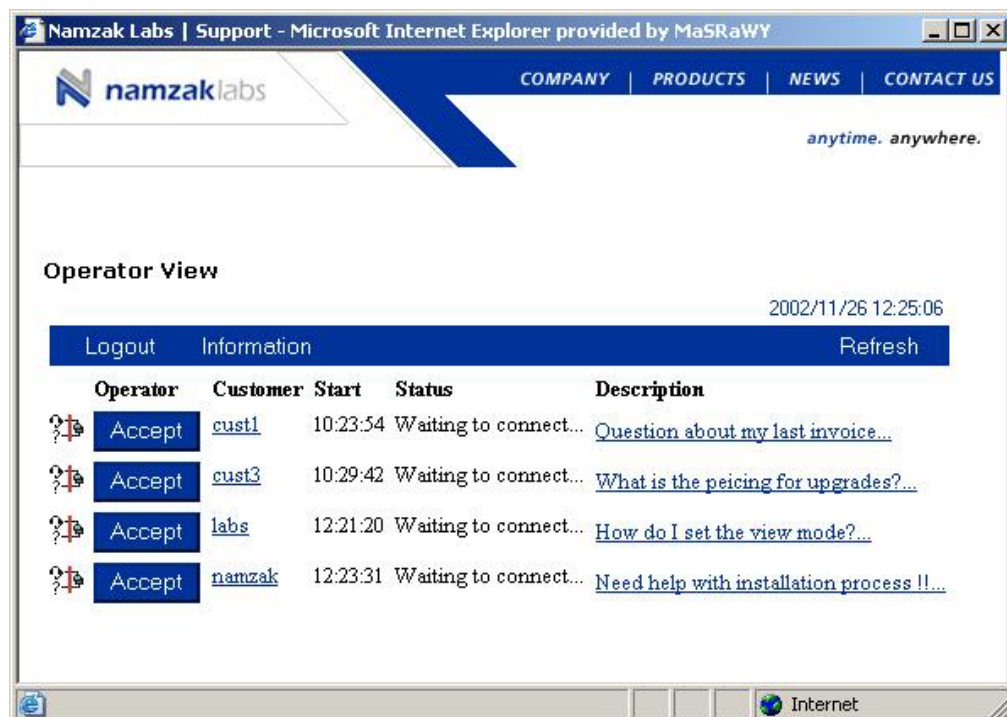 Namzak Labs | Support - Microsoft Internet Explorer provided by MaSRaWY
namzaklabs
COMPANY | PRODUCTS | NEWS | CONTACT US
anytime. anywhere.
Operator View
2002/11/26 12:25:06
Logout Information Refresh
Operator Customer Start Status Description
Accept cust1 10:23:54 Waiting to connect... Question about my last invoice...
Accept cust3 10:29:42 Waiting to connect... What is the peicing for upgrades?...
Accept labs 12:21:20 Waiting to connect... How do I set the view mode?...
Accept namzak 12:23:31 Waiting to connect... Need help with installation process !!...
Internet